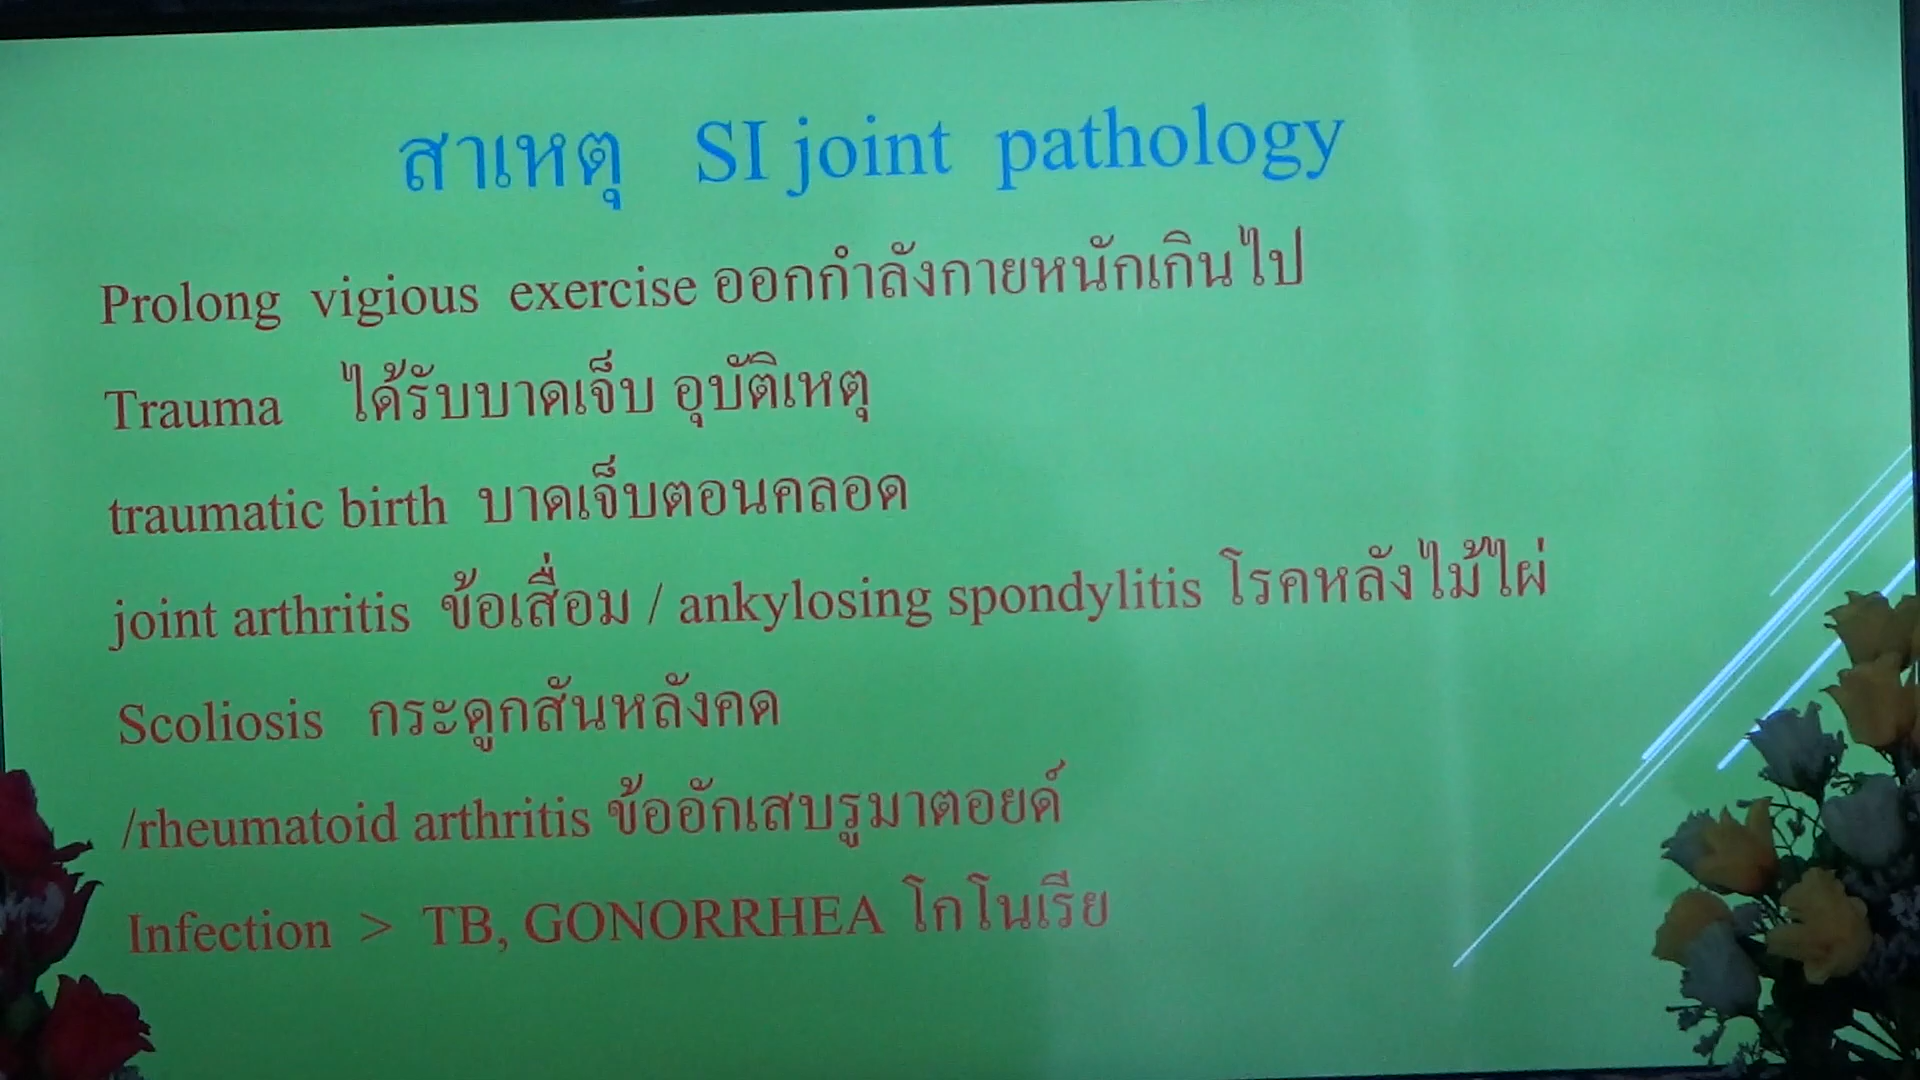 สาเหตุ SI joint pathology
Prolong vigious exercise ออกกำลังกายหนักเกินไป
Trauma ได้รับบาดเจ็บ อุบัติเหตุ
traumatic birth บาดเจ็บตอนคลอด
joint arthritis ข้อเสื่อม / ankylosing spondylitis โรคหลังไม้ไผ่
Scoliosis กระดูกสันหลังคด
/rheumatoid arthritis ข้ออักเสบรูมาตอยด์
Infection > TB, GONORRHEA โกโนเรีย